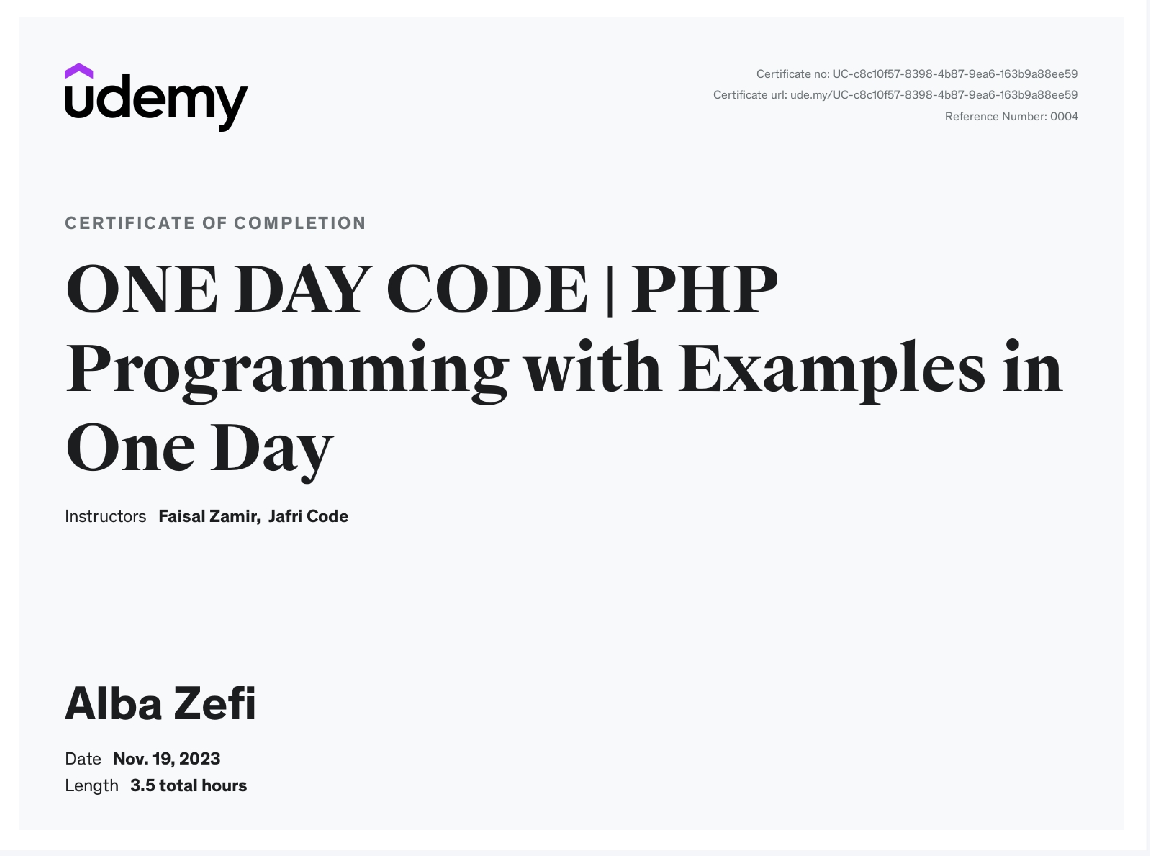 udemy
Certificate no: UC-c8c10f57-8398-4b87-9ea6-163b9a88ee59
Certificate url: ude.my/UC-c8c10f57-8398-4b87-9ea6-163b9a88ee59
Reference Number: 0004
CERTIFICATE OF COMPLETION
ONE DAY CODE | PHP
Programming with Examples in
One Day
Instructors Faisal Zamir, Jafri Code
Alba Zefi
Date Nov. 19, 2023
Length 3.5 total hours